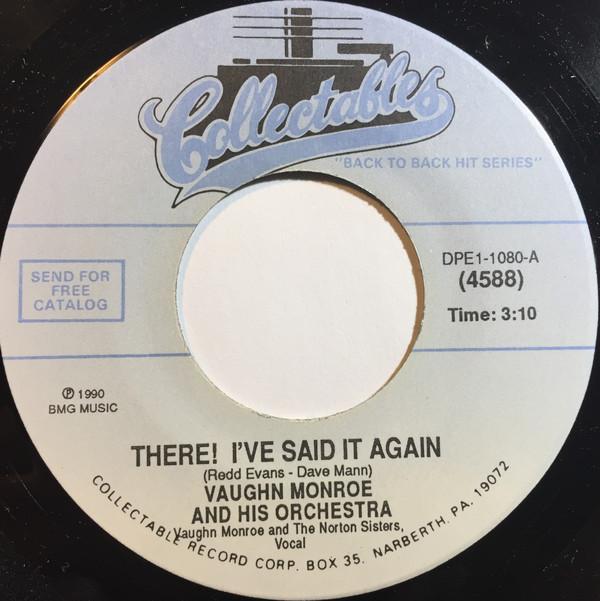 Collectables
"BACK TO BACK HIT SERIES"
SEND FOR
FREE
CATALOG
DPE1-1080-A
(4588)
Time: 3:10
℗ 1990
BMG MUSIC
THERE! I'VE SAID IT AGAIN
(Redd Evans - Dave Mann)
VAUGHN MONROE
AND HIS ORCHESTRA
Vaughn Monroe and The Norton Sisters,
Vocal
COLLECTABLE RECORD CORP. BOX 35. NARBERTH. PA. 19072